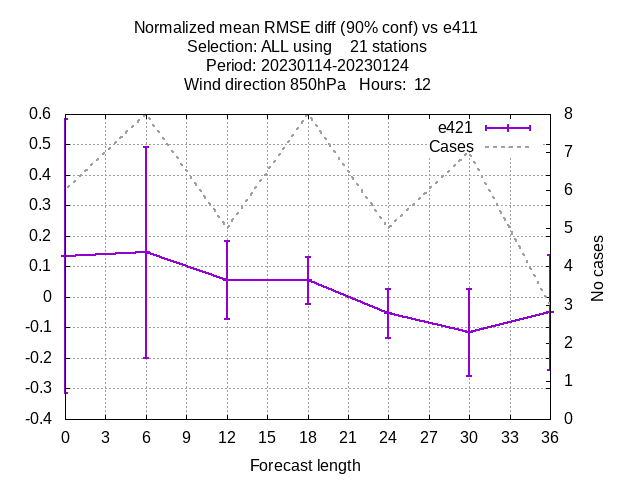 Normalized mean RMSE diff (90% conf) vs e411
Selection: ALL using    21 stations
Period: 20230114-20230124
Wind direction 850hPa   Hours:  12
0.6
0.5
0.4
0.3
0.2
0.1
0
-0.1
-0.2
-0.3
-0.4
e421
Cases
8
7
6
5
4
3
2
1
0
No cases
0 3 6 9 12 15 18 21 24 27 30 33 36
Forecast length